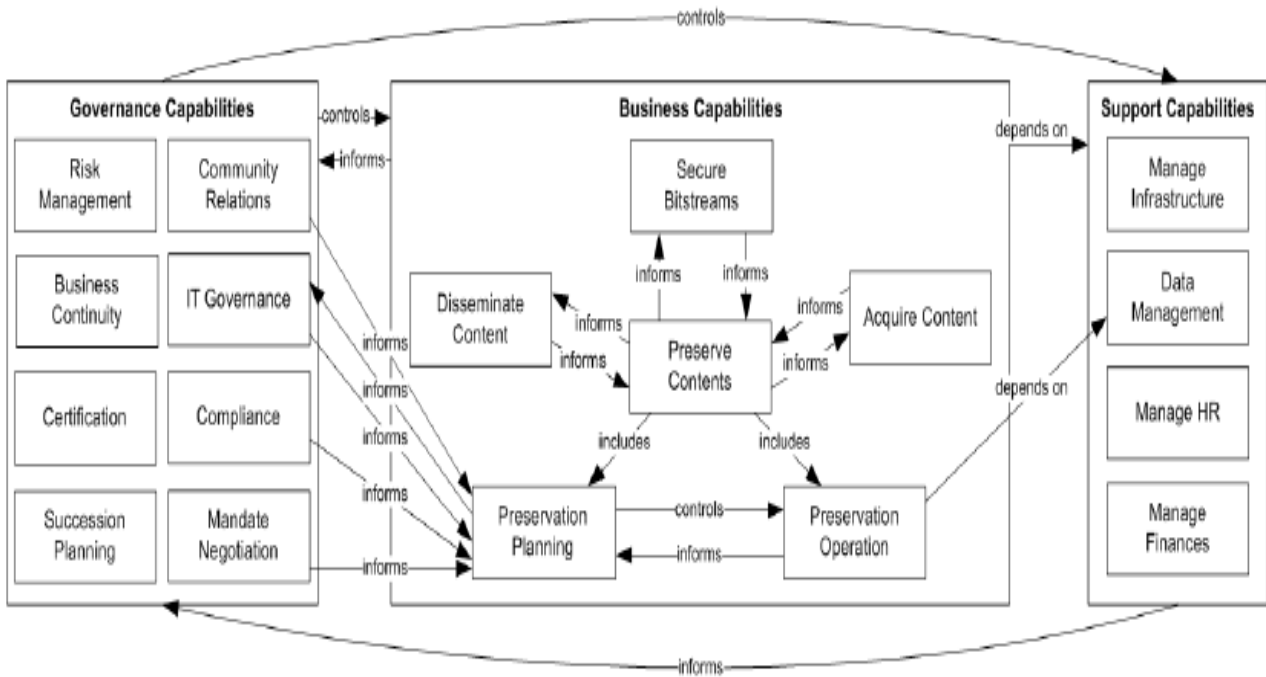 controls
Governance Capabilities
Risk
Management
Community
Relations
Business
Continuity
IT Governance
Certification
Compliance
Succession
Planning
Mandate
Negotiation
controls
informs
informs
informs
informs
informs
informs
Business Capabilities
Secure
Bitstreams
informs
informs
Disseminate
Content
informs
informs
Preserve
Contents
informs
informs
Acquire Content
includes
includes
Preservation
Planning
controls
informs
Preservation
Operation
depends on
depends on
Support Capabilities
Manage
Infrastructure
Data
Management
Manage HR
Manage
Finances
informs